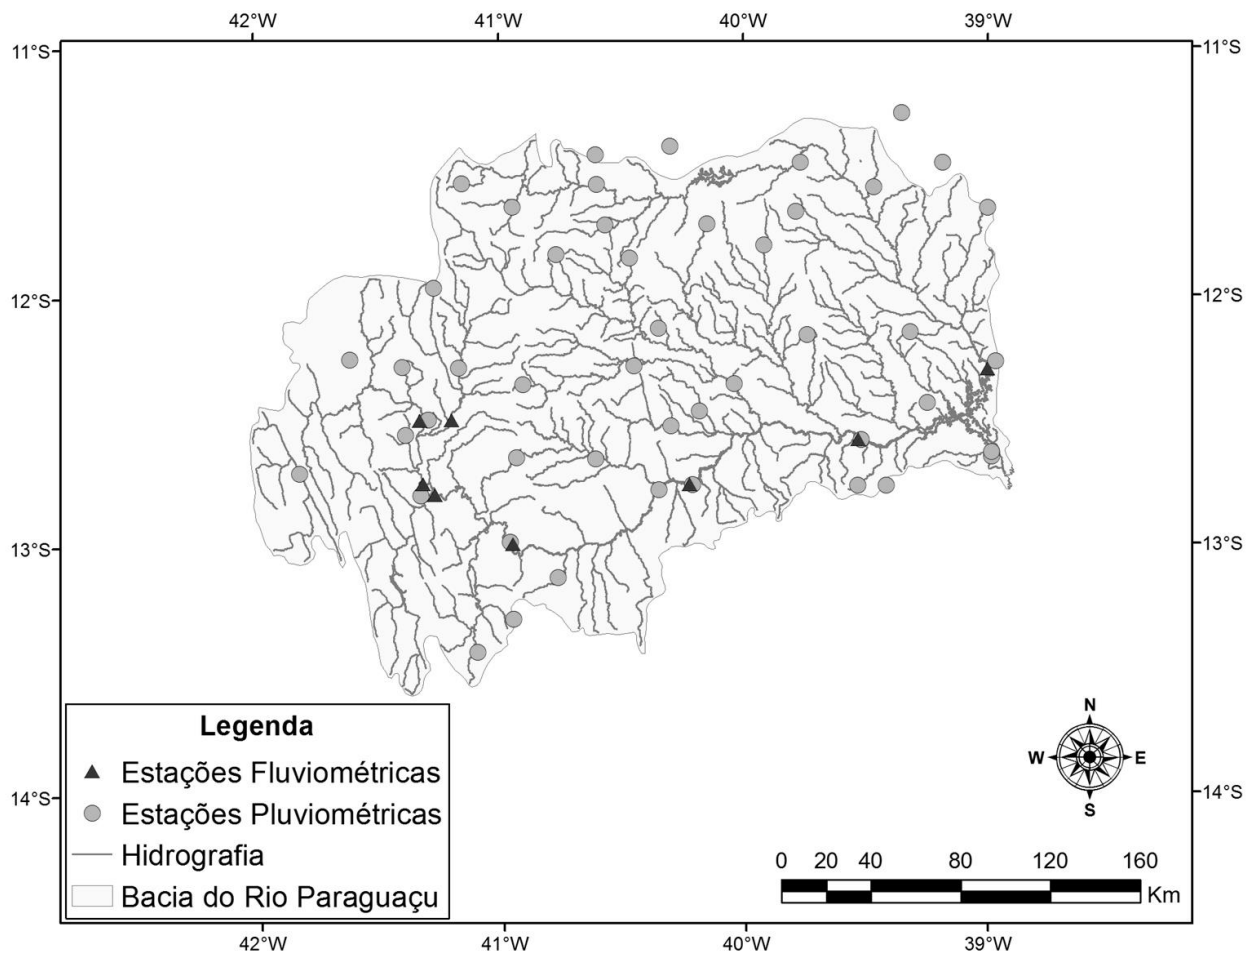 42°W 41°W 40°W 39°W
11°S 11°S
12°S 12°S
13°S 13°S
Legenda
Estações Fluviométricas
Estações Pluviométricas
Hidrografia
Bacia do Rio Paraguaçu
N
W E
S
14°S 14°S
0 20 40 80 120 160
Km
42°W 41°W 40°W 39°W